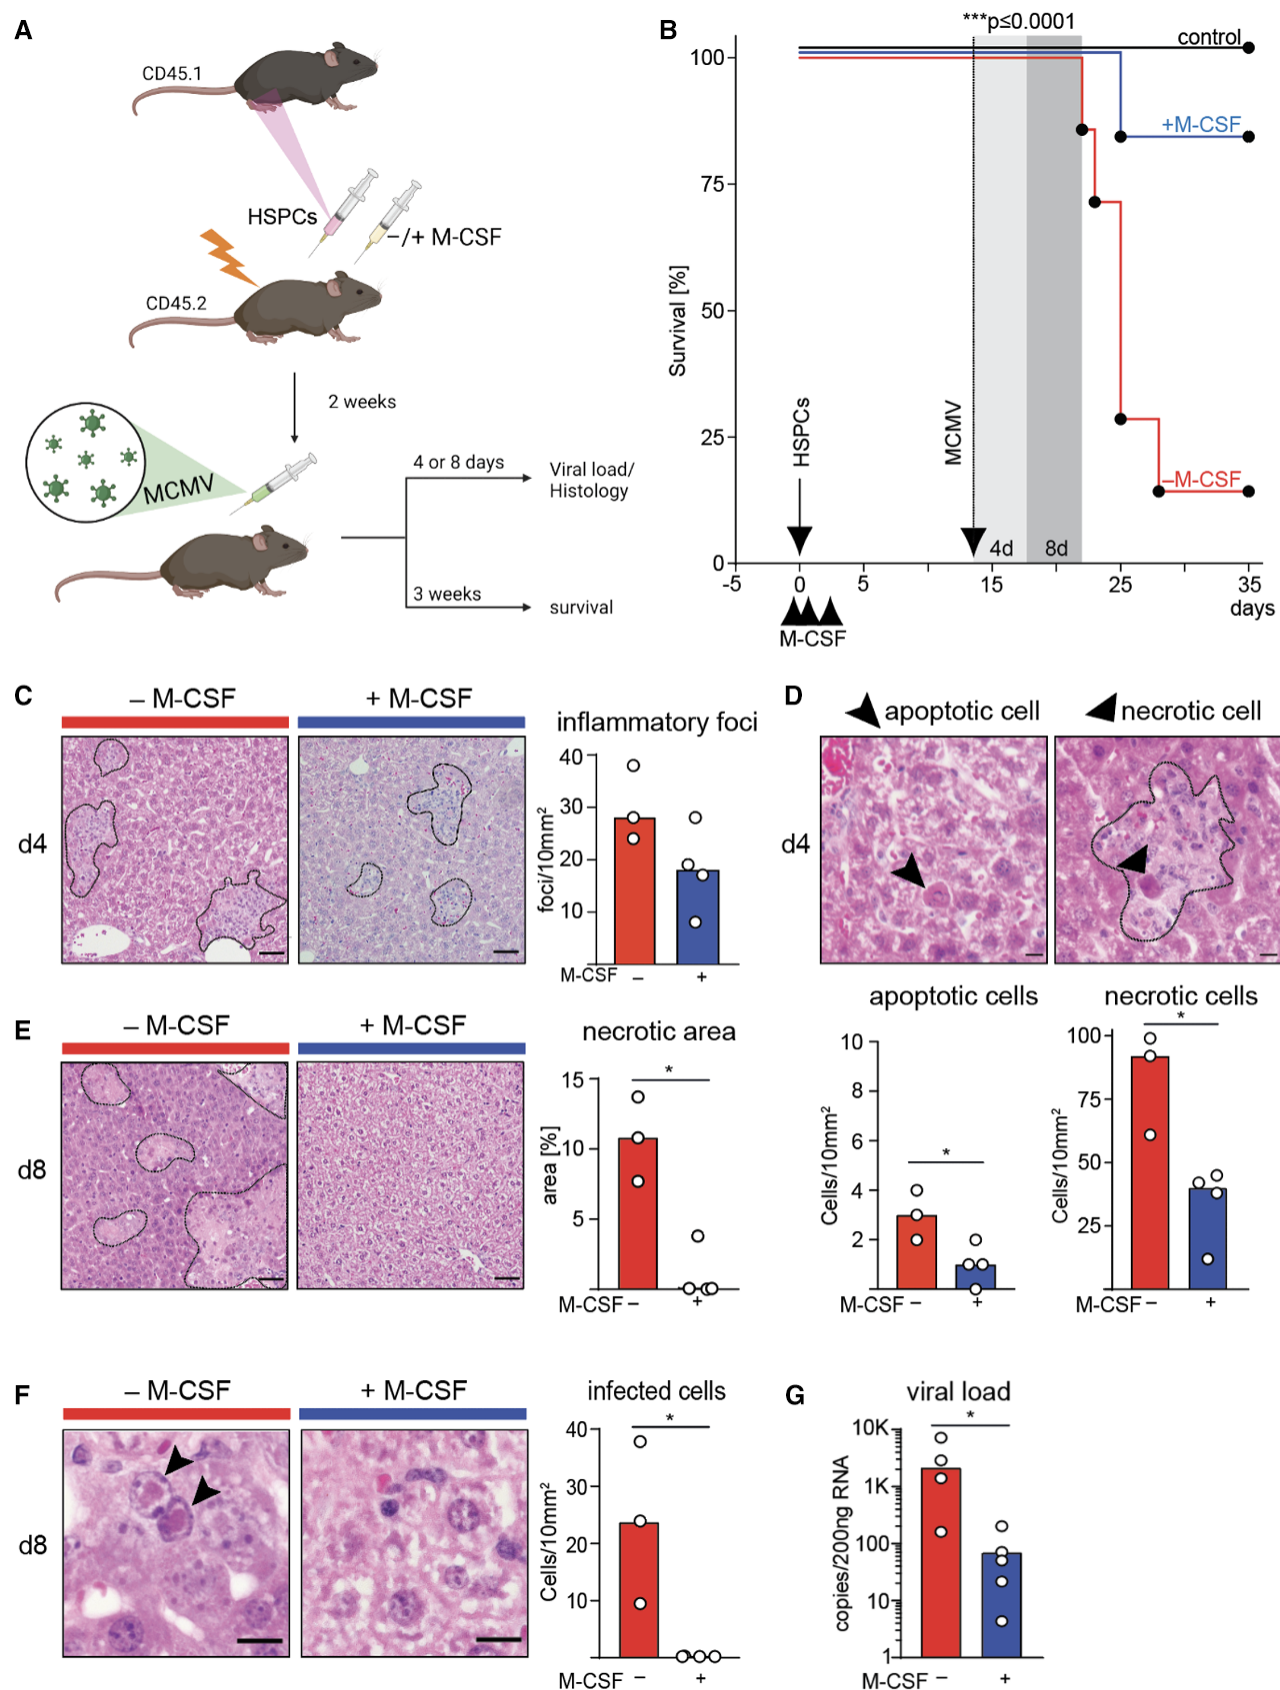 A
CD45.1
HSPCs
–/+ M-CSF
CD45.2
2 weeks
MCMV
4 or 8 days
Viral load/
Histology
3 weeks
survival
B
***p≤0.0001
control
+M-CSF
–M-CSF
Survival [%]
100
75
50
25
0
HSPCs
MCMV
4d
8d
-5
0
5
15
25
35
days
M-CSF
C
– M-CSF
+ M-CSF
d4
inflammatory foci
foci/10mm²
40
30
20
10
M-CSF – +
D
apoptotic cell
necrotic cell
d4
apoptotic cells
Cells/10mm²
10
8
6
4
2
*
M-CSF – +
necrotic cells
Cells/10mm²
100
75
50
25
*
M-CSF – +
E
– M-CSF
+ M-CSF
d8
necrotic area
area [%]
15
10
5
*
M-CSF – +
F
– M-CSF
+ M-CSF
d8
infected cells
Cells/10mm²
40
30
20
10
*
M-CSF – +
G
viral load
copies/200ng RNA
10K
1K
100
10
1
*
M-CSF – +